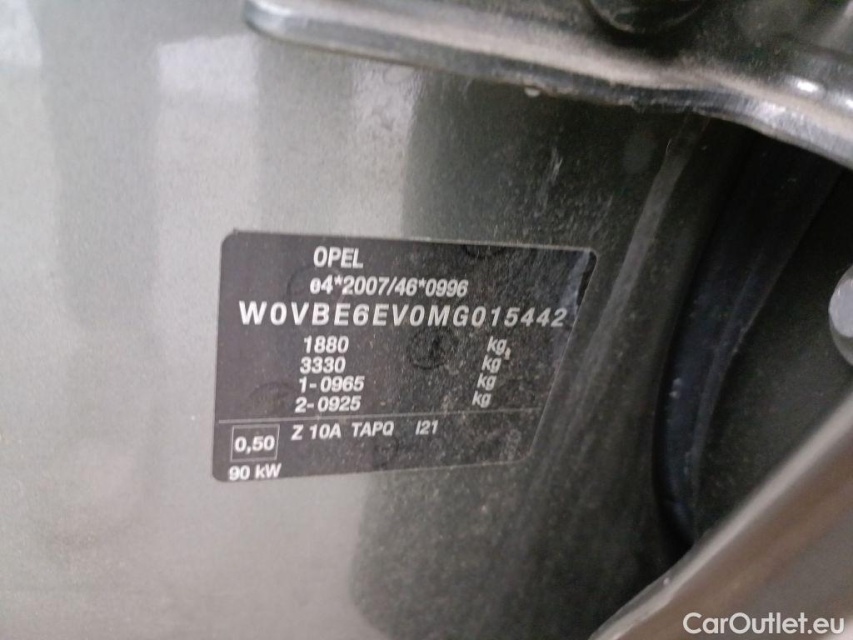 OPEL
e4*2007/46*0996
W0VBE6EV0MG015442
1880 kg
3330 kg
1-0965 kg
2-0925 kg
0,50 Z 10A TAPQ I21
90 kW
CarOutlet.eu